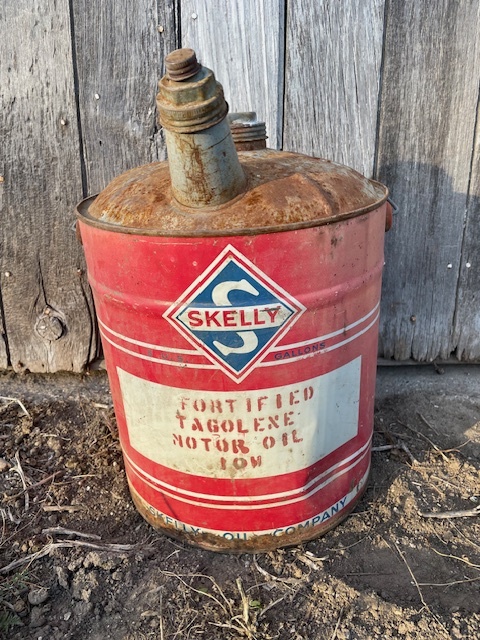 S
SKELLY
GALLONS
FORTIFIED
TAGOLENE
MOTOR OIL
10W
SKELLY OIL COMPANY